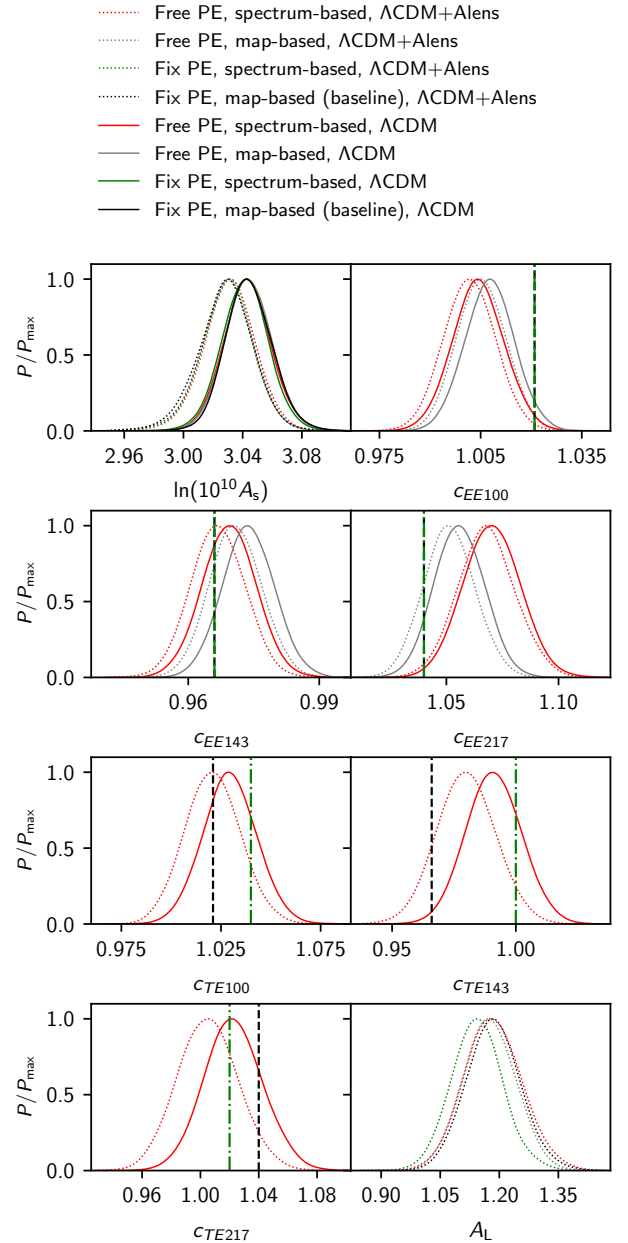 Free PE, spectrum-based, ΛCDM+Alens
Free PE, map-based, ΛCDM+Alens
Fix PE, spectrum-based, ΛCDM+Alens
Fix PE, map-based (baseline), ΛCDM+Alens
Free PE, spectrum-based, ΛCDM
Free PE, map-based, ΛCDM
Fix PE, spectrum-based, ΛCDM
Fix PE, map-based (baseline), ΛCDM
1.0
0.5
0.0
P/P_max
2.96 3.00 3.04 3.08
0.975 1.005 1.035
ln(10^10 A_s)
c_EE100
1.0
0.5
0.0
P/P_max
0.96 0.99
1.05 1.10
c_EE143
c_EE217
1.0
0.5
0.0
P/P_max
0.975 1.025 1.075
0.95 1.00
c_TE100
c_TE143
1.0
0.5
0.0
P/P_max
0.96 1.00 1.04 1.08
0.90 1.05 1.20 1.35
c_TE217
A_L